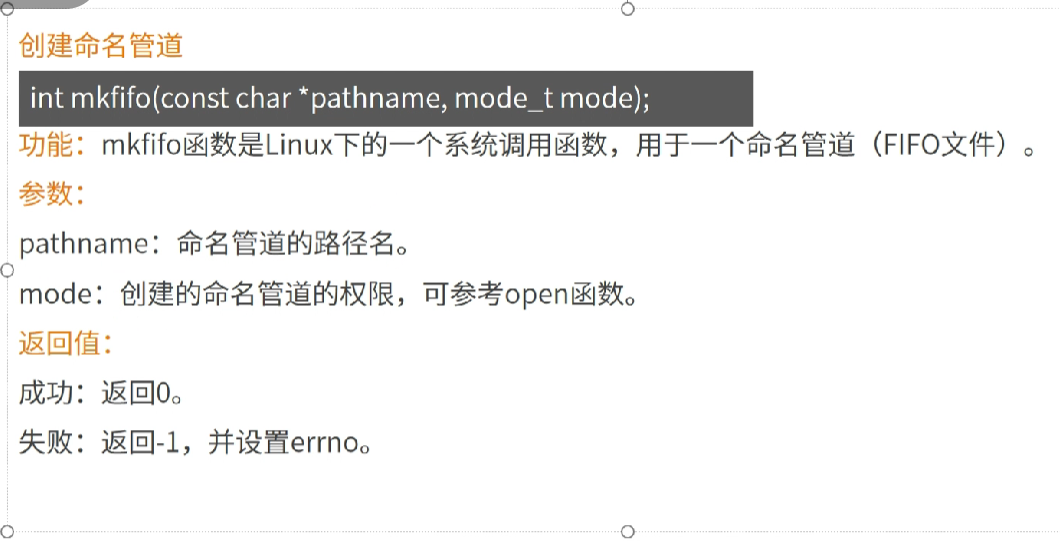 创建命名管道
int mkfifo(const char *pathname, mode_t mode);
功能：mkfifo函数是Linux下的一个系统调用函数，用于一个命名管道（FIFO文件）。
参数：
pathname：命名管道的路径名。
mode：创建的命名管道的权限，可参考open函数。
返回值：
成功：返回0。
失败：返回-1，并设置errno。